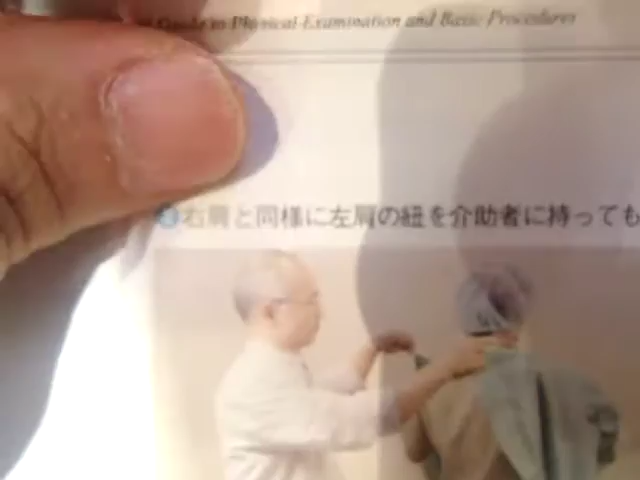 Guide to Physical Examination and Basic Procedures
右肩と同様に左肩の紐を介助者に持っても